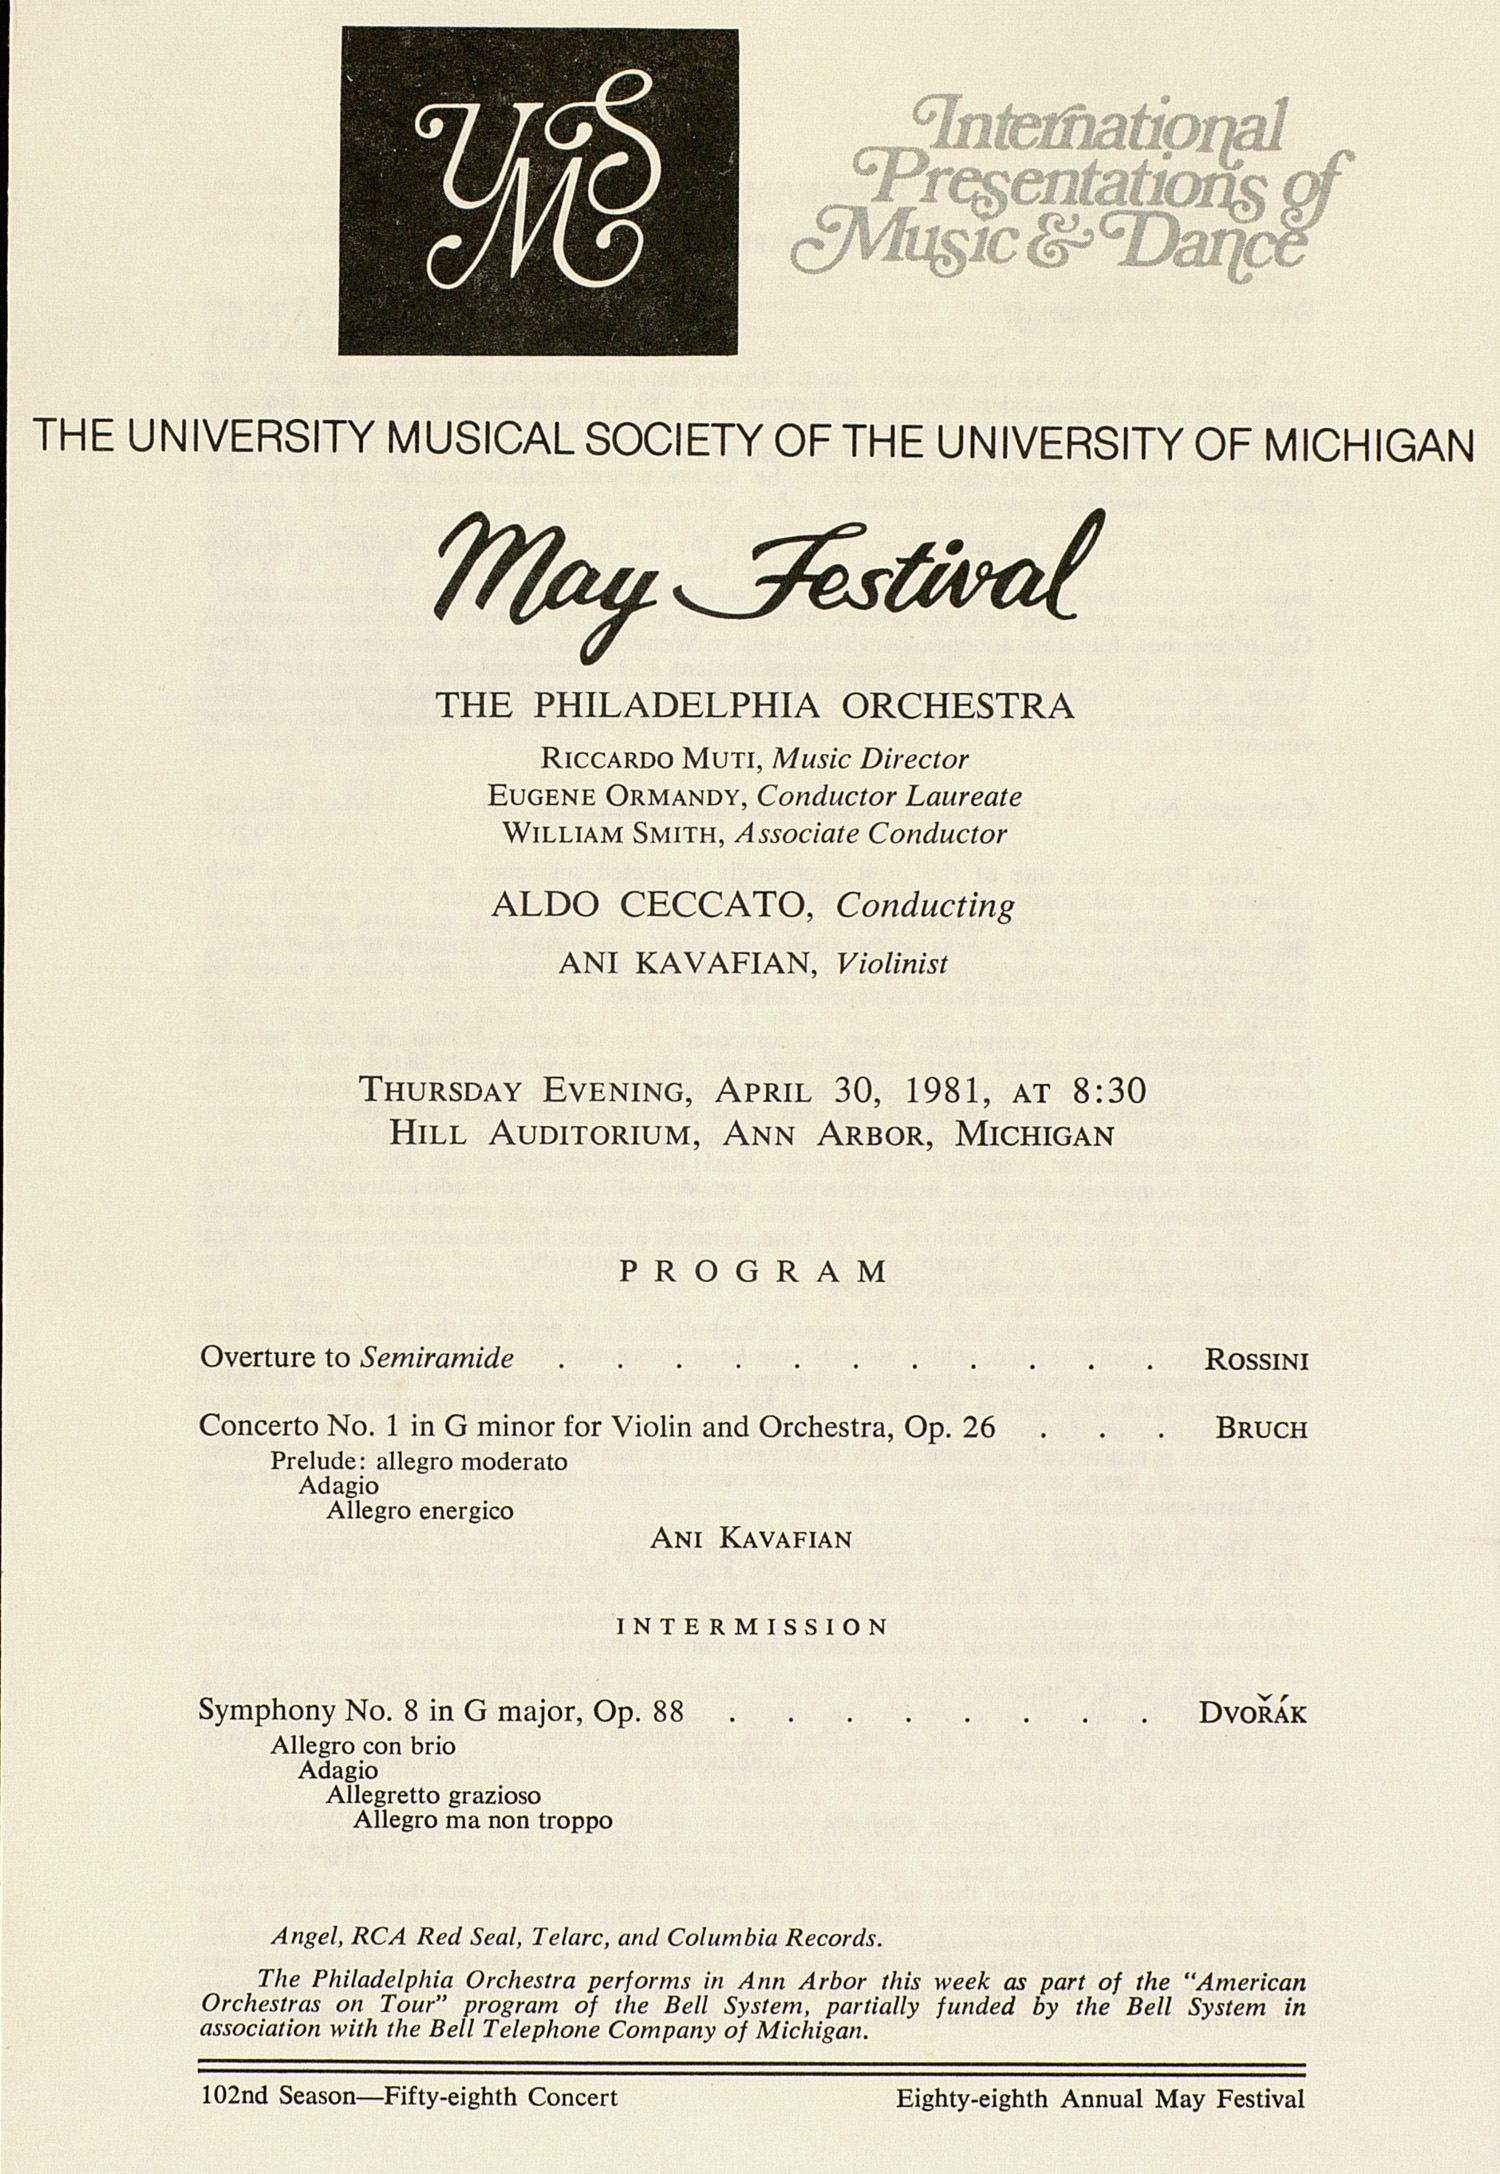 UMS
International
Presentations of
Music & Dance
THE UNIVERSITY MUSICAL SOCIETY OF THE UNIVERSITY OF MICHIGAN
May Festival
THE PHILADELPHIA ORCHESTRA
RICCARDO MUTI, Music Director
EUGENE ORMANDY, Conductor Laureate
WILLIAM SMITH, Associate Conductor
ALDO CECCATO, Conducting
ANI KAVAFIAN, Violinist
THURSDAY EVENING, APRIL 30, 1981, AT 8:30
HILL AUDITORIUM, ANN ARBOR, MICHIGAN
PROGRAM
Overture to Semiramide . . . . . . . . . . . ROSSINI
Concerto No. 1 in G minor for Violin and Orchestra, Op. 26 . . . BRUCH
Prelude: allegro moderato
Adagio
Allegro energico
ANI KAVAFIAN
INTERMISSION
Symphony No. 8 in G major, Op. 88 . . . . . . . . DVOŘÁK
Allegro con brio
Adagio
Allegretto grazioso
Allegro ma non troppo
Angel, RCA Red Seal, Telarc, and Columbia Records.
The Philadelphia Orchestra performs in Ann Arbor this week as part of the “American
Orchestras on Tour” program of the Bell System, partially funded by the Bell System in
association with the Bell Telephone Company of Michigan.
102nd Season—Fifty-eighth Concert Eighty-eighth Annual May Festival